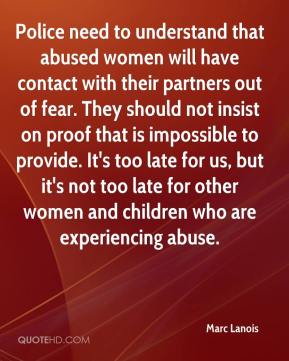 Police need to understand that
abused women will have
contact with their partners out
of fear. They should not insist
on proof that is impossible to
provide. It's too late for us, but
it's not too late for other
women and children who are
experiencing abuse.
Marc Lanois
QUOTEHD.COM